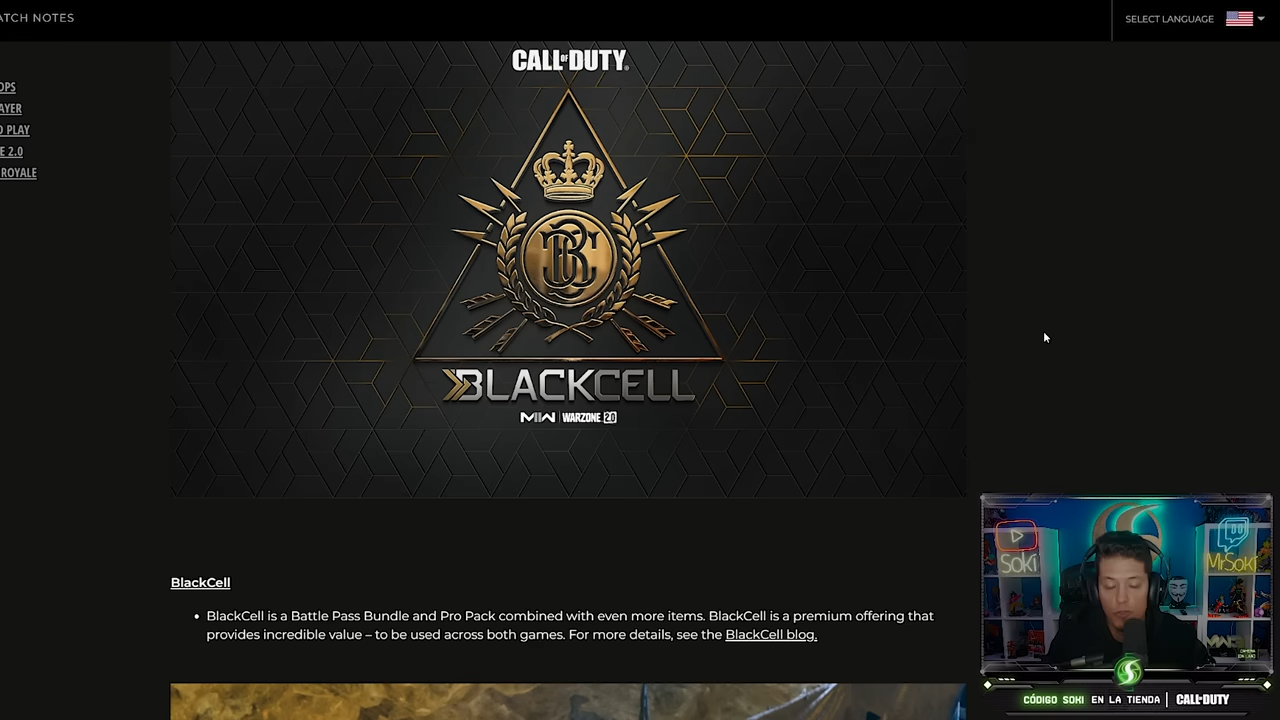 ATCH NOTES
SELECT LANGUAGE
OPS
AYER
O PLAY
E 2.0
ROYALE
CALL OF DUTY
BC
BLACKCELL
MWII | WARZONE 2.0
BlackCell
• BlackCell is a Battle Pass Bundle and Pro Pack combined with even more items. BlackCell is a premium offering that
provides incredible value – to be used across both games. For more details, see the BlackCell blog.
Soki
MrSoki
CÓDIGO SOKI EN LA TIENDA | CALL OF DUTY